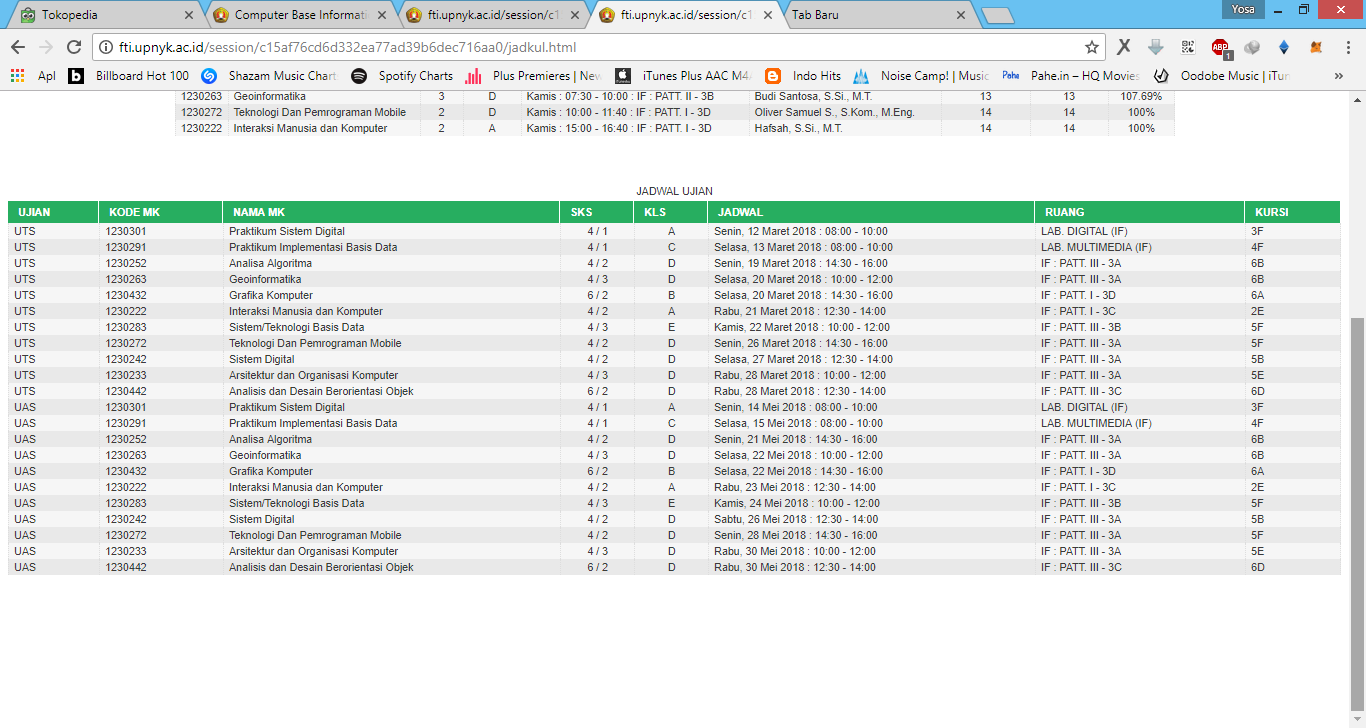 Tokopedia Computer Base Informati fti.upnyk.ac.id/session/c1 fti.upnyk.ac.id/session/c1 Tab Baru Yosa
fti.upnyk.ac.id/session/c15af76cd6d332ea77ad39b6dec716aa0/jadkul.html ABP 1
Apl Billboard Hot 100 Shazam Music Chart Spotify Charts Plus Premieres | New iTunes Plus AAC M4A Indo Hits Noise Camp! | Music Pahe Pahe.in – HQ Movies Oodobe Music | iTun »
1230263 Geoinformatika 3 D Kamis : 07:30 - 10:00 : IF : PATT. II - 3B Budi Santosa, S.Si., M.T. 13 13 107.69%
1230272 Teknologi Dan Pemrograman Mobile 2 D Kamis : 10:00 - 11:40 : IF : PATT. I - 3D Oliver Samuel S., S.Kom., M.Eng. 14 14 100%
1230222 Interaksi Manusia dan Komputer 2 A Kamis : 15:00 - 16:40 : IF : PATT. I - 3D Hafsah, S.Si., M.T. 14 14 100%
JADWAL UJIAN
UJIAN KODE MK NAMA MK SKS KLS JADWAL RUANG KURSI
UTS 1230301 Praktikum Sistem Digital 4 / 1 A Senin, 12 Maret 2018 : 08:00 - 10:00 LAB. DIGITAL (IF) 3F
UTS 1230291 Praktikum Implementasi Basis Data 4 / 1 C Selasa, 13 Maret 2018 : 08:00 - 10:00 LAB. MULTIMEDIA (IF) 4F
UTS 1230252 Analisa Algoritma 4 / 2 D Senin, 19 Maret 2018 : 14:30 - 16:00 IF : PATT. III - 3A 6B
UTS 1230263 Geoinformatika 4 / 3 D Selasa, 20 Maret 2018 : 10:00 - 12:00 IF : PATT. III - 3A 6B
UTS 1230432 Grafika Komputer 6 / 2 B Selasa, 20 Maret 2018 : 14:30 - 16:00 IF : PATT. I - 3D 6A
UTS 1230222 Interaksi Manusia dan Komputer 4 / 2 A Rabu, 21 Maret 2018 : 12:30 - 14:00 IF : PATT. I - 3C 2E
UTS 1230283 Sistem/Teknologi Basis Data 4 / 3 E Kamis, 22 Maret 2018 : 10:00 - 12:00 IF : PATT. III - 3B 5F
UTS 1230272 Teknologi Dan Pemrograman Mobile 4 / 2 D Senin, 26 Maret 2018 : 14:30 - 16:00 IF : PATT. III - 3A 5F
UTS 1230242 Sistem Digital 4 / 2 D Selasa, 27 Maret 2018 : 12:30 - 14:00 IF : PATT. III - 3A 5B
UTS 1230233 Arsitektur dan Organisasi Komputer 4 / 3 D Rabu, 28 Maret 2018 : 10:00 - 12:00 IF : PATT. III - 3A 5E
UTS 1230442 Analisis dan Desain Berorientasi Objek 6 / 2 D Rabu, 28 Maret 2018 : 12:30 - 14:00 IF : PATT. III - 3C 6D
UAS 1230301 Praktikum Sistem Digital 4 / 1 A Senin, 14 Mei 2018 : 08:00 - 10:00 LAB. DIGITAL (IF) 3F
UAS 1230291 Praktikum Implementasi Basis Data 4 / 1 C Selasa, 15 Mei 2018 : 08:00 - 10:00 LAB. MULTIMEDIA (IF) 4F
UAS 1230252 Analisa Algoritma 4 / 2 D Senin, 21 Mei 2018 : 14:30 - 16:00 IF : PATT. III - 3A 6B
UAS 1230263 Geoinformatika 4 / 3 D Selasa, 22 Mei 2018 : 10:00 - 12:00 IF : PATT. III - 3A 6B
UAS 1230432 Grafika Komputer 6 / 2 B Selasa, 22 Mei 2018 : 14:30 - 16:00 IF : PATT. I - 3D 6A
UAS 1230222 Interaksi Manusia dan Komputer 4 / 2 A Rabu, 23 Mei 2018 : 12:30 - 14:00 IF : PATT. I - 3C 2E
UAS 1230283 Sistem/Teknologi Basis Data 4 / 3 E Kamis, 24 Mei 2018 : 10:00 - 12:00 IF : PATT. III - 3B 5F
UAS 1230242 Sistem Digital 4 / 2 D Sabtu, 26 Mei 2018 : 12:30 - 14:00 IF : PATT. III - 3A 5B
UAS 1230272 Teknologi Dan Pemrograman Mobile 4 / 2 D Senin, 28 Mei 2018 : 14:30 - 16:00 IF : PATT. III - 3A 5F
UAS 1230233 Arsitektur dan Organisasi Komputer 4 / 3 D Rabu, 30 Mei 2018 : 10:00 - 12:00 IF : PATT. III - 3A 5E
UAS 1230442 Analisis dan Desain Berorientasi Objek 6 / 2 D Rabu, 30 Mei 2018 : 12:30 - 14:00 IF : PATT. III - 3C 6D